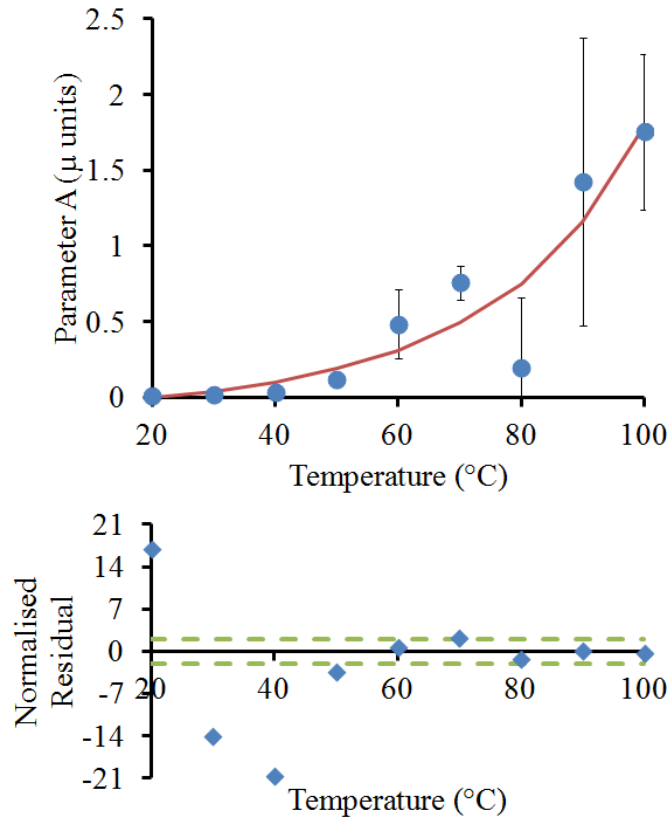 2.5
2
1.5
1
0.5
0
Parameter A (µ units)
20 40 60 80 100
Temperature (°C)
21
14
7
0
-7
-14
-21
Normalised
Residual
20 40 60 80 100
Temperature (°C)